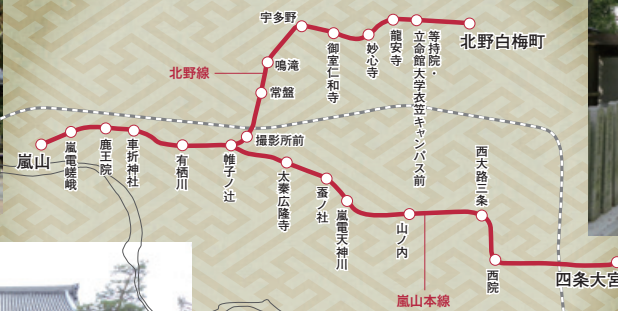 宇多野
御室仁和寺
妙心寺
龍安寺
等持院・
立命館大学衣笠キャンパス前
北野白梅町
北野線
鳴滝
常盤
撮影所前
嵐山
嵐電嵯峨
鹿王院
車折神社
有栖川
帷子ノ辻
太秦広隆寺
蚕ノ社
嵐電天神川
山ノ内
西大路三条
西院
四条大宮
嵐山本線